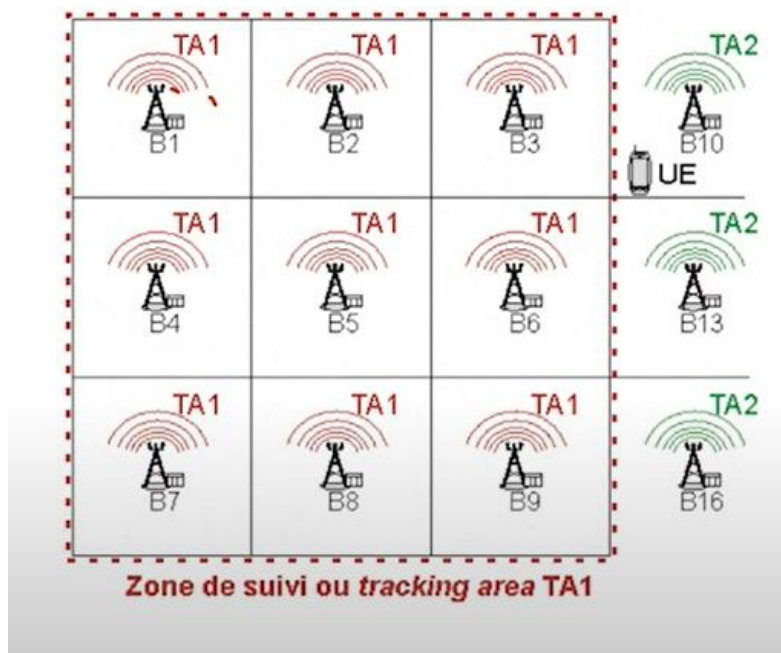 TA1 TA1 TA1 TA2
B1 B2 B3 B10
UE
TA1 TA1 TA1 TA2
B4 B5 B6 B13
TA1 TA1 TA1 TA2
B7 B8 B9 B16
Zone de suivi ou tracking area TA1